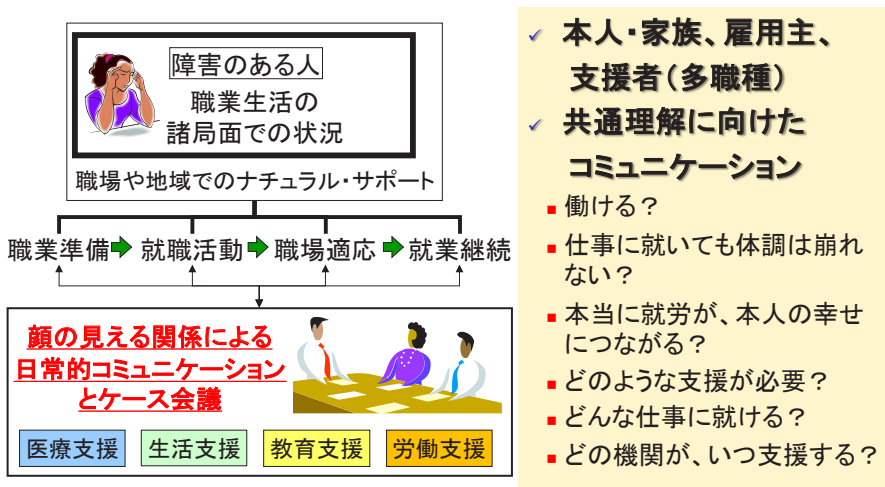 障害のある人
職業生活の
諸局面での状況
職場や地域でのナチュラル・サポート
職業準備
就職活動
職場適応
就業継続
顔の見える関係による
日常的コミュニケーション
とケース会議
医療支援
生活支援
教育支援
労働支援
本人・家族、雇用主、
支援者(多職種)
共通理解に向けた
コミュニケーション
働ける?
仕事に就いても体調は崩れ
ない?
本当に就労が、本人の幸せ
につながる?
どのような支援が必要?
どんな仕事に就ける?
どの機関が、いつ支援する?